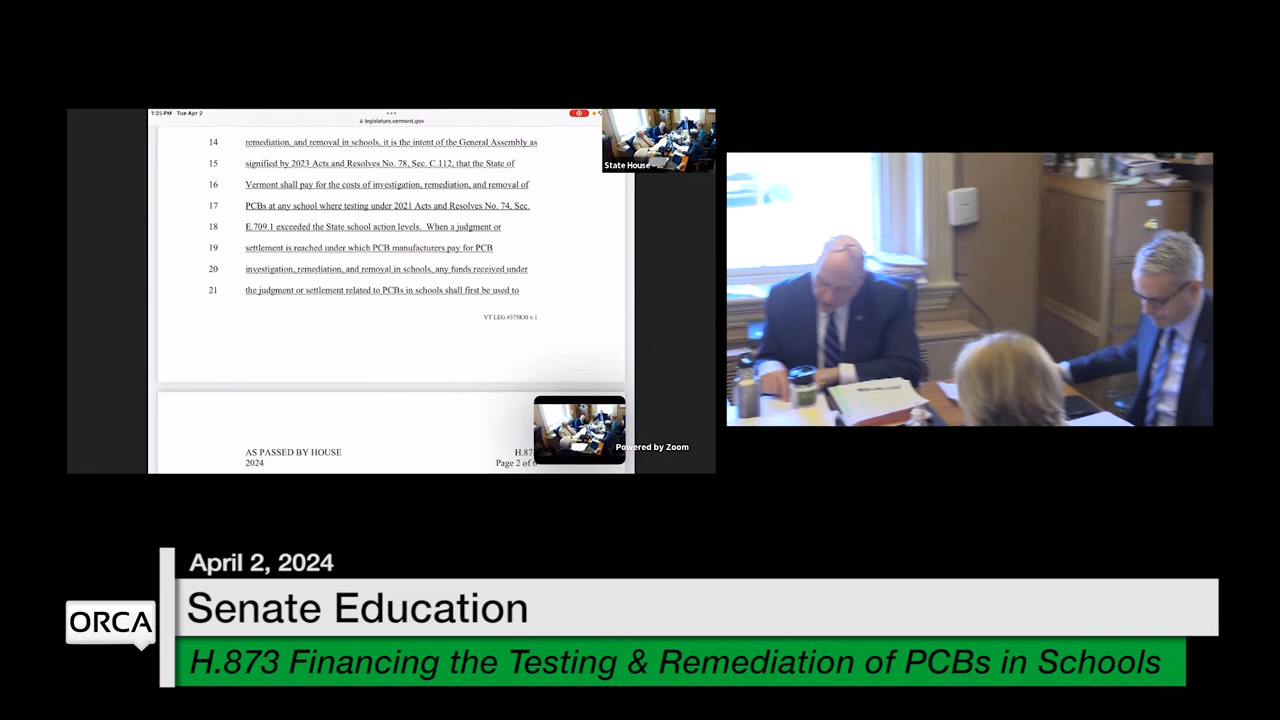 1:25 PM Tue Apr 2
legislature.vermont.gov
14 remediation, and removal in schools, it is the intent of the General Assembly as
15 signified by 2023 Acts and Resolves No. 78, Sec. C.112, that the State of
16 Vermont shall pay for the costs of investigation, remediation, and removal of
17 PCBs at any school where testing under 2021 Acts and Resolves No. 74, Sec.
18 E.709.1 exceeded the State school action levels. When a judgment or
19 settlement is reached under which PCB manufacturers pay for PCB
20 investigation, remediation, and removal in schools, any funds received under
21 the judgment or settlement related to PCBs in schools shall first be used to
VT LEG #375830 v.1
State House -
AS PASSED BY HOUSE H.87
2024 Page 2 of 6
Powered by Zoom
April 2, 2024
ORCA
Senate Education
H.873 Financing the Testing & Remediation of PCBs in Schools